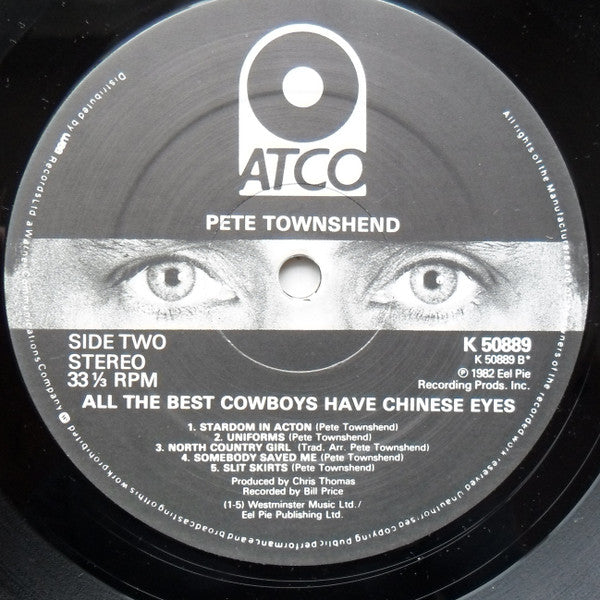 ATCO
PETE TOWNSHEND
SIDE TWO
STEREO
33 ⅓ RPM
K 50889
K 50889 B*
℗ 1982 Eel Pie
Recording Prods. Inc.
ALL THE BEST COWBOYS HAVE CHINESE EYES
1. STARDOM IN ACTON (Pete Townshend)
2. UNIFORMS (Pete Townshend)
3. NORTH COUNTRY GIRL (Trad. Arr. Pete Townshend)
4. SOMEBODY SAVED ME (Pete Townshend)
5. SLIT SKIRTS (Pete Townshend)
Produced by Chris Thomas
Recorded by Bill Price
(1-5) Westminster Music Ltd./
Eel Pie Publishing Ltd.
All rights of the Manufacturer owners of the recorded work reserved Unauthorised copying public performance and broadcasting of this work prohibited
Distributed by wea Records Ltd. a Warner Communications Company